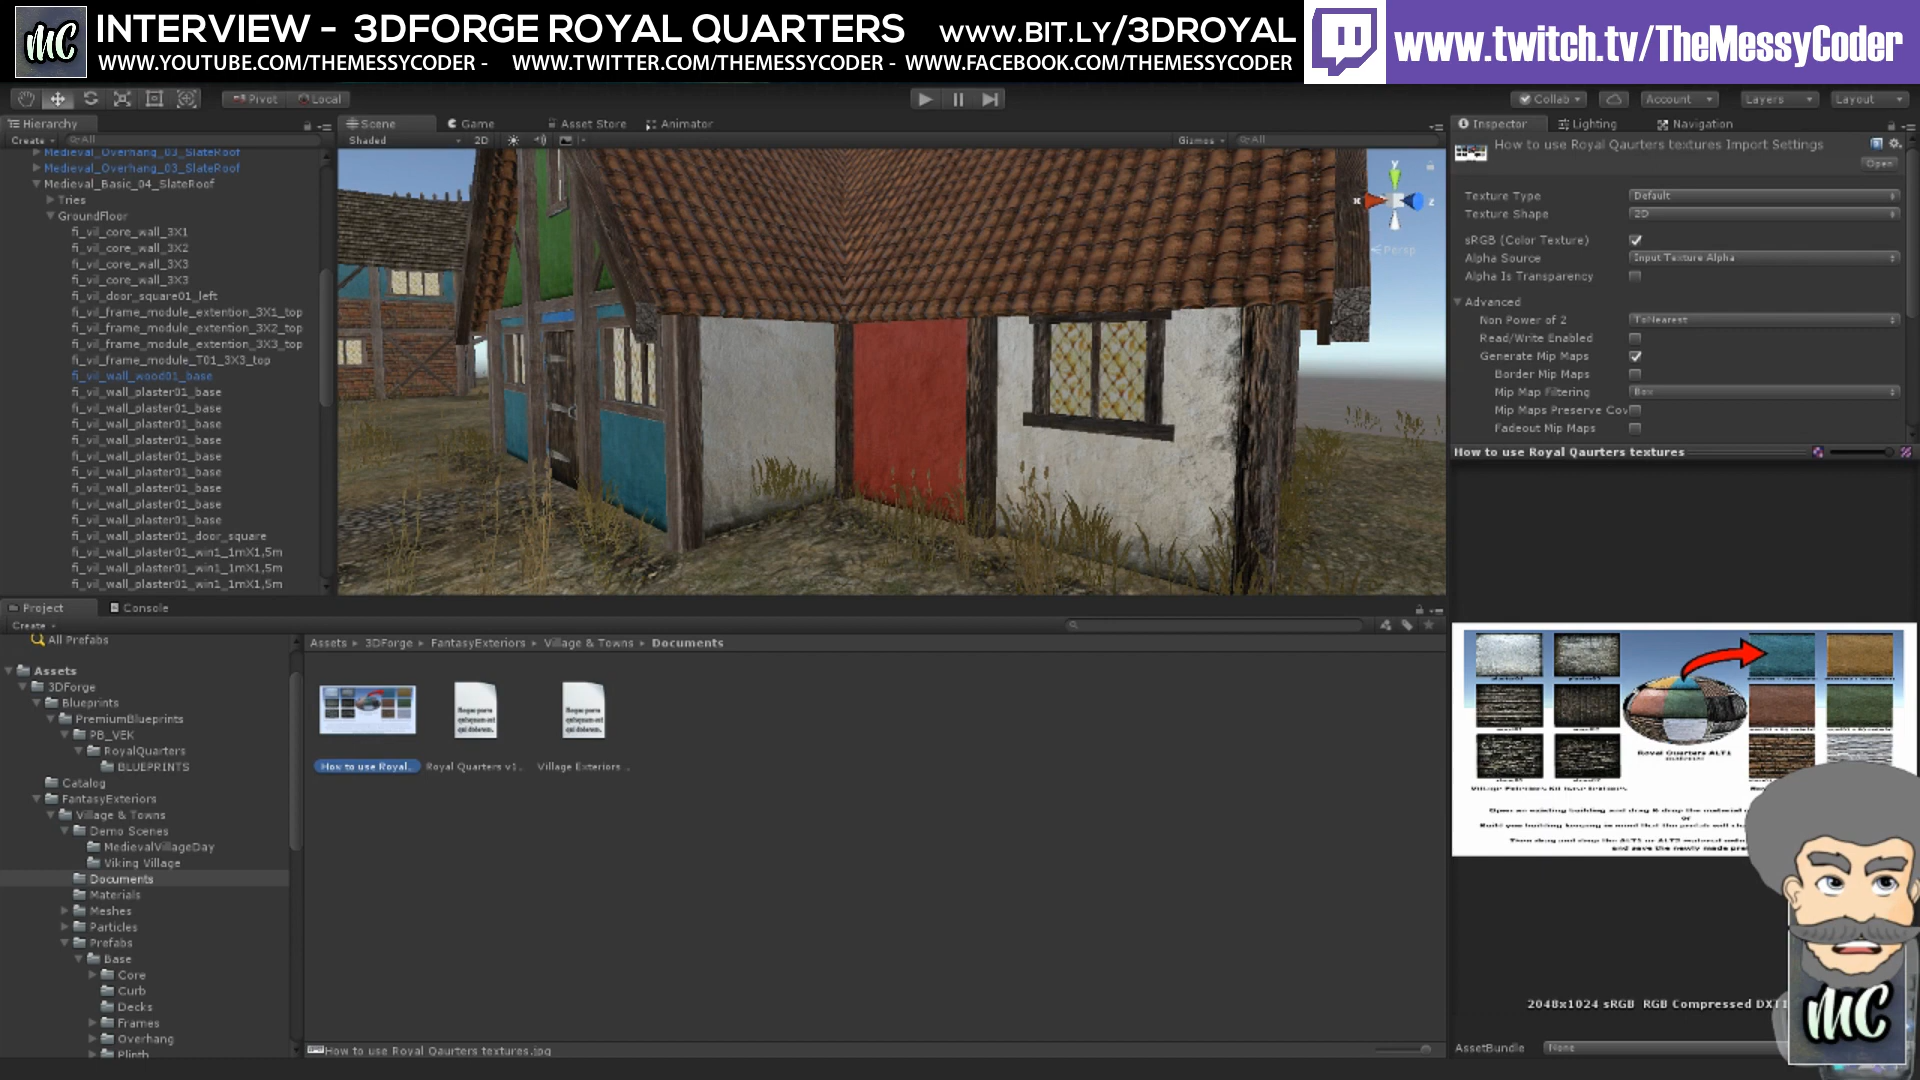 MC
INTERVIEW - 3DFORGE ROYAL QUARTERS
WWW.BIT.LY/3DROYAL
WWW.YOUTUBE.COM/THEMESSYCODER - WWW.TWITTER.COM/THEMESSYCODER - WWW.FACEBOOK.COM/THEMESSYCODER
www.twitch.tv/TheMessyCoder
Pivot
Local
Collab
Account
Layers
Layout
Hierarchy
Create
All
Medieval_Overhang_03_SlateRoof
Medieval_Overhang_03_SlateRoof
Medieval_Basic_04_SlateRoof
Tries
GroundFloor
fi_vil_core_wall_3X1
fi_vil_core_wall_3X2
fi_vil_core_wall_3X3
fi_vil_core_wall_3X3
fi_vil_door_square01_left
fi_vil_frame_module_extention_3X1_top
fi_vil_frame_module_extention_3X2_top
fi_vil_frame_module_extention_3X3_top
fi_vil_frame_module_T01_3X3_top
fi_vil_wall_wood01_base
fi_vil_wall_plaster01_base
fi_vil_wall_plaster01_base
fi_vil_wall_plaster01_base
fi_vil_wall_plaster01_base
fi_vil_wall_plaster01_base
fi_vil_wall_plaster01_base
fi_vil_wall_plaster01_base
fi_vil_wall_plaster01_base
fi_vil_wall_plaster01_base
fi_vil_wall_plaster01_door_square
fi_vil_wall_plaster01_win1_1mX1,5m
fi_vil_wall_plaster01_win1_1mX1,5m
fi_vil_wall_plaster01_win1_1mX1,5m
Scene
Game
Asset Store
Animator
Shaded
2D
Gizmos
All
y
x
z
Persp
Inspector
Lighting
Navigation
How to use Royal Qaurters textures Import Settings
Open
Texture Type Default
Texture Shape 2D
sRGB (Color Texture)
Alpha Source Input Texture Alpha
Alpha Is Transparency
Advanced
Non Power of 2 ToNearest
Read/Write Enabled
Generate Mip Maps
Border Mip Maps
Mip Map Filtering Box
Mip Maps Preserve Cov
Fadeout Mip Maps
How to use Royal Qaurters textures
Royal Quarters ALT1
2048x1024 sRGB RGB Compressed DXT1
AssetBundle None
MC
Project
Console
Create
All Prefabs
Assets
3DForge
Blueprints
PremiumBlueprints
PB_VEK
RoyalQuarters
BLUEPRINTS
Catalog
FantasyExteriors
Village & Towns
Demo Scenes
MedievalVillageDay
Viking Village
Documents
Materials
Meshes
Particles
Prefabs
Base
Core
Curb
Decks
Frames
Overhang
Plinth
Assets
3DForge
FantasyExteriors
Village & Towns
Documents
How to use Royal..
Royal Quarters v1..
Village Exteriors ..
How to use Royal Qaurters textures.jpg